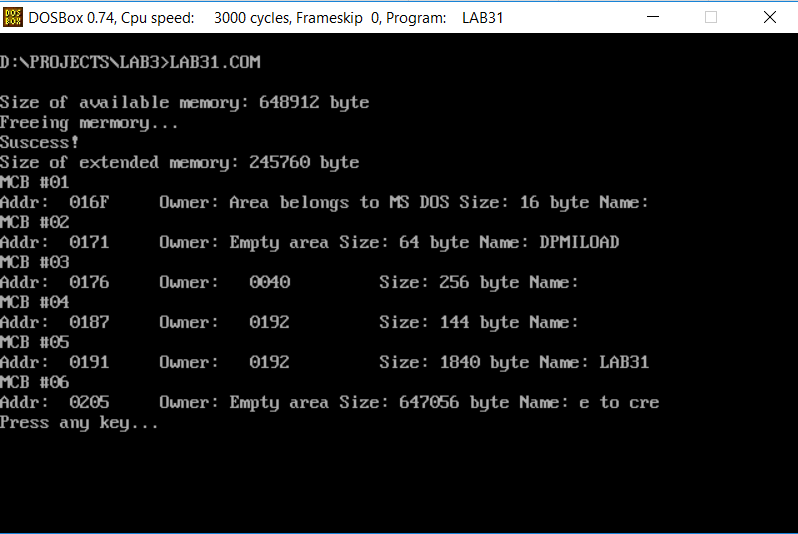 DOS BOX DOSBox 0.74, Cpu speed: 3000 cycles, Frameskip 0, Program: LAB31
D:\PROJECTS\LAB3>LAB31.COM
Size of available memory: 648912 byte
Freeing mermory...
Suscess!
Size of extended memory: 245760 byte
MCB #01
Addr: 016F Owner: Area belongs to MS DOS Size: 16 byte Name:
MCB #02
Addr: 0171 Owner: Empty area Size: 64 byte Name: DPMILOAD
MCB #03
Addr: 0176 Owner: 0040 Size: 256 byte Name:
MCB #04
Addr: 0187 Owner: 0192 Size: 144 byte Name:
MCB #05
Addr: 0191 Owner: 0192 Size: 1840 byte Name: LAB31
MCB #06
Addr: 0205 Owner: Empty area Size: 647056 byte Name: e to cre
Press any key...